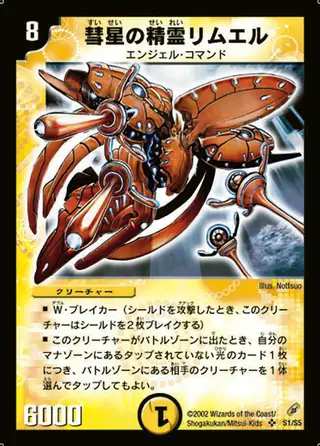 8
彗星の精霊リムエル
すい せい せい れい
エンジェル・コマンド
Illus. Nottsuo
クリーチャー
■ W・ブレイカー(シールドを攻撃したとき、このクリ
ーチャーはシールドを2枚ブレイクする)
■ このクリーチャーがバトルゾーンに出たとき、自分の
マナゾーンにあるタップされていない光のカード1枚
につき、バトルゾーンにある相手のクリーチャーを1体
選んでタップしてもよい。
6000
1
©2002 Wizards of the Coast/
Shogakukan/Mitsui-Kids
S1/S5